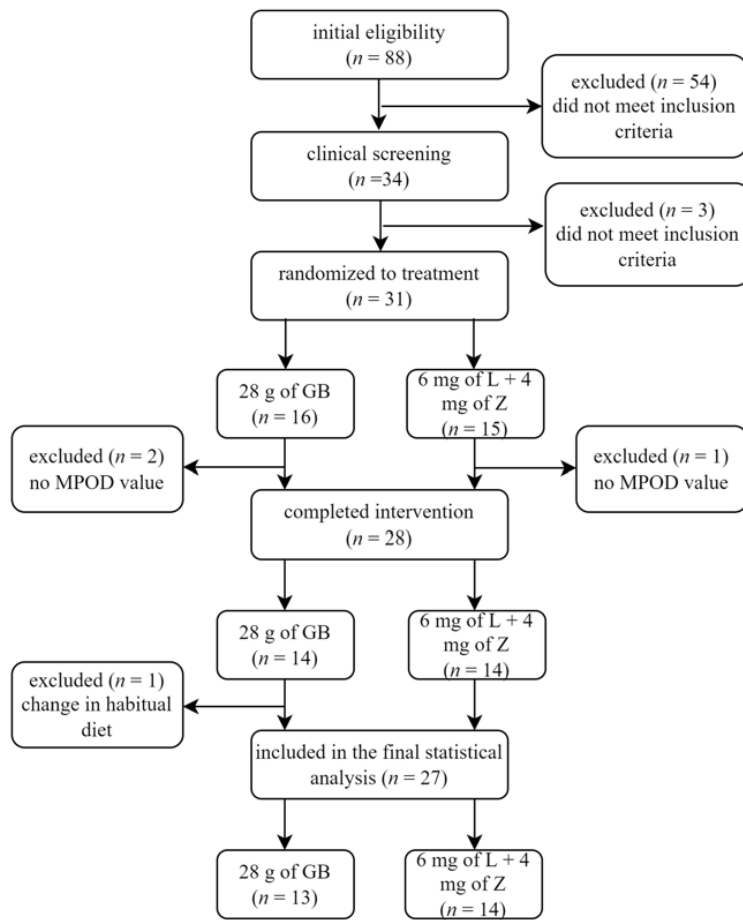 initial eligibility
(n = 88)
excluded (n = 54)
did not meet inclusion
criteria
clinical screening
(n =34)
excluded (n = 3)
did not meet inclusion
criteria
randomized to treatment
(n = 31)
28 g of GB
(n = 16)
6 mg of L + 4
mg of Z
(n = 15)
excluded (n = 2)
no MPOD value
excluded (n = 1)
no MPOD value
completed intervention
(n = 28)
28 g of GB
(n = 14)
6 mg of L + 4
mg of Z
(n = 14)
excluded (n = 1)
change in habitual
diet
included in the final statistical
analysis (n = 27)
28 g of GB
(n = 13)
6 mg of L + 4
mg of Z
(n = 14)